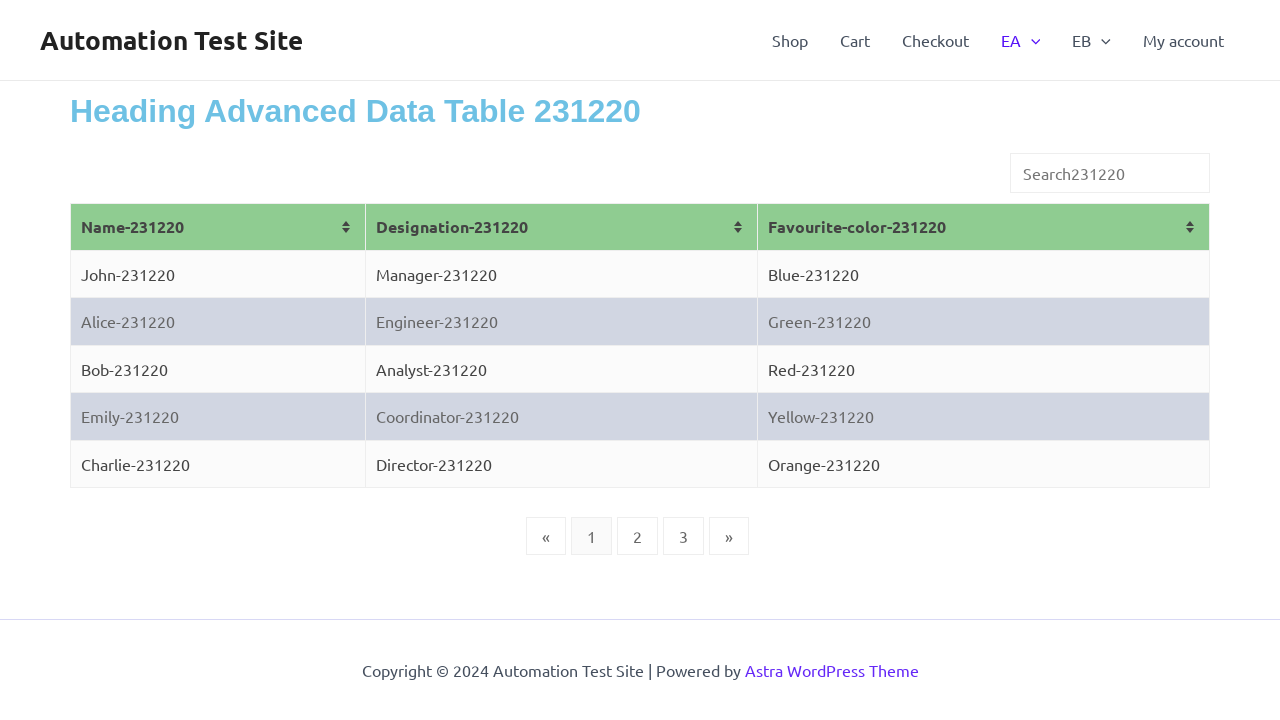 Automation Test Site
Shop Cart Checkout EA EB My account
Heading Advanced Data Table 231220
Search231220
Name-231220 Designation-231220 Favourite-color-231220
John-231220 Manager-231220 Blue-231220
Alice-231220 Engineer-231220 Green-231220
Bob-231220 Analyst-231220 Red-231220
Emily-231220 Coordinator-231220 Yellow-231220
Charlie-231220 Director-231220 Orange-231220
« 1 2 3 »
Copyright © 2024 Automation Test Site | Powered by Astra WordPress Theme